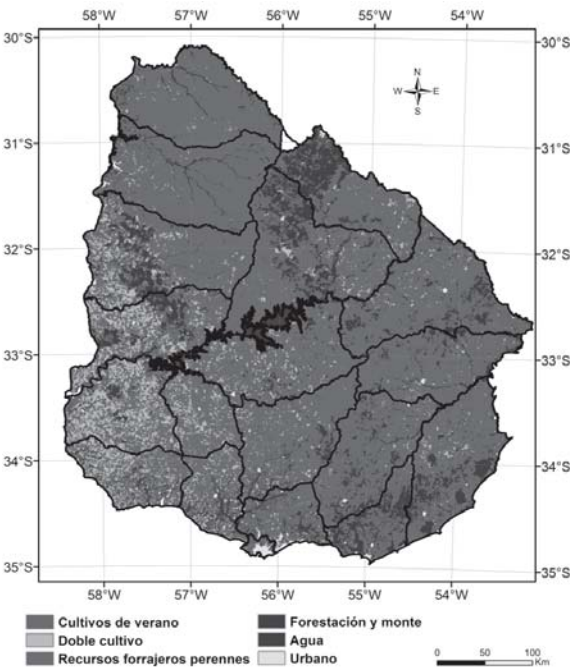 58°W 57°W 56°W 55°W 54°W
30°S 30°S
N
W E
S
31°S 31°S
32°S 32°S
33°S 33°S
34°S 34°S
35°S 35°S
58°W 57°W 56°W 55°W 54°W
Cultivos de verano Forestación y monte
Doble cultivo Agua
Recursos forrajeros perennes Urbano
0 50 100
Km